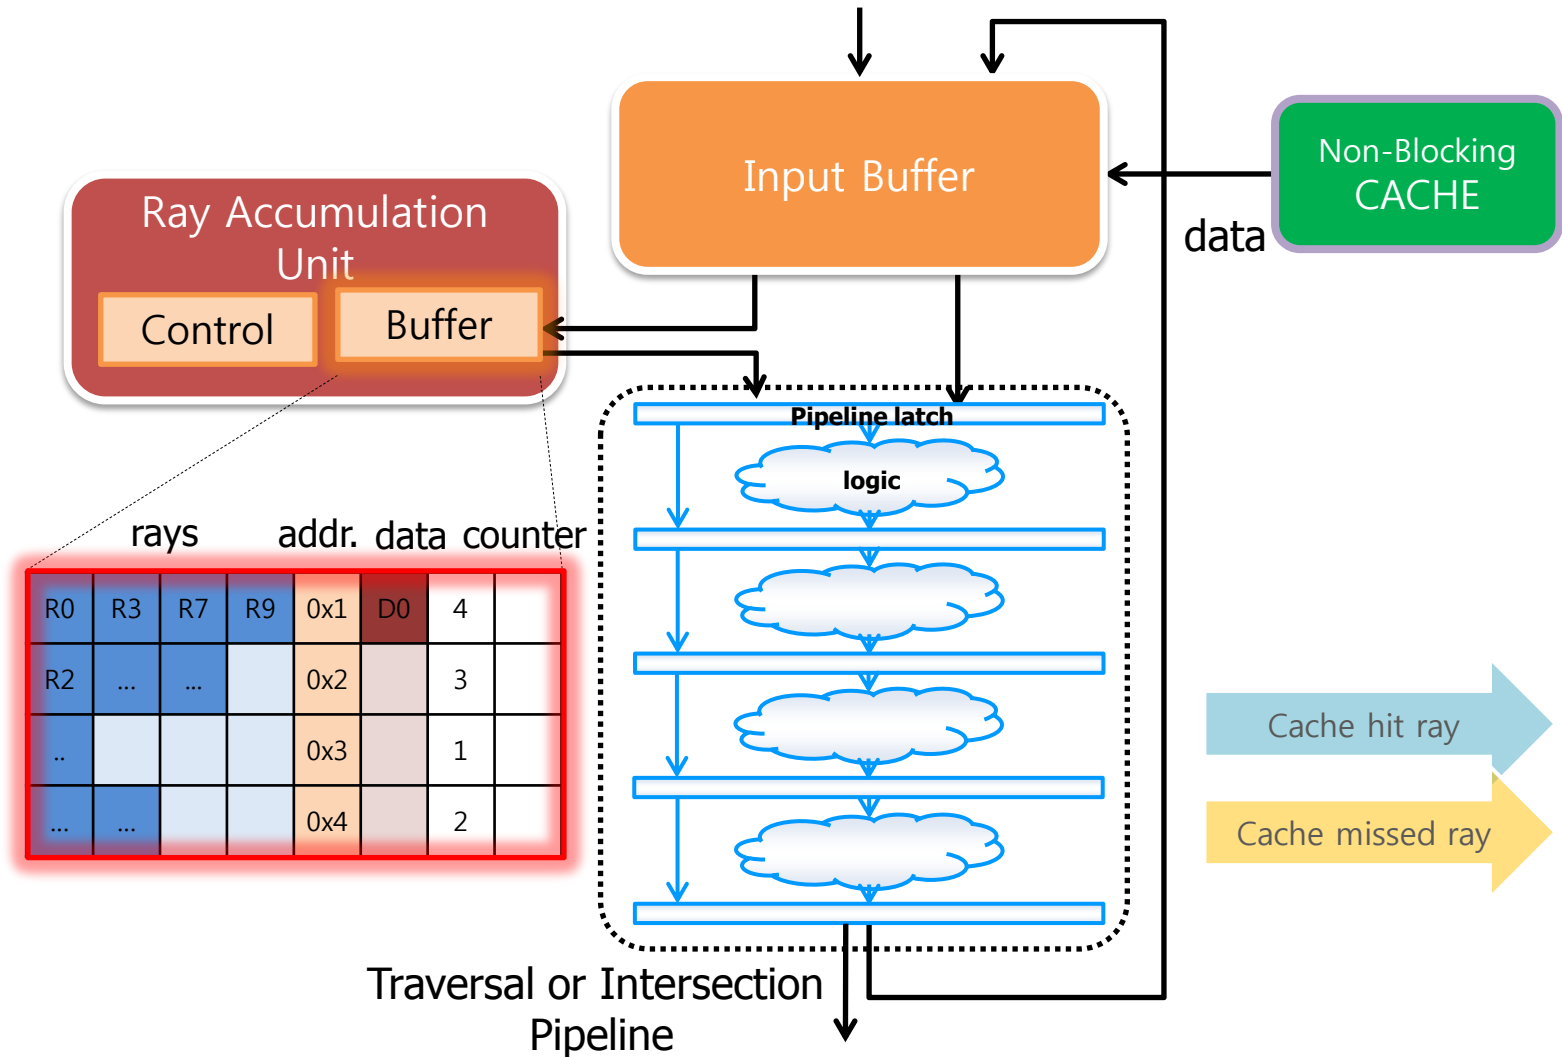 Input Buffer
Non-Blocking
CACHE
data
Ray Accumulation
Unit
Control
Buffer
Pipeline latch
logic
rays addr. data counter
R0 R3 R7 R9 0x1 D0 4
R2 ... ... 0x2 3
.. 0x3 1
... ... 0x4 2
Cache hit ray
Cache missed ray
Traversal or Intersection
Pipeline